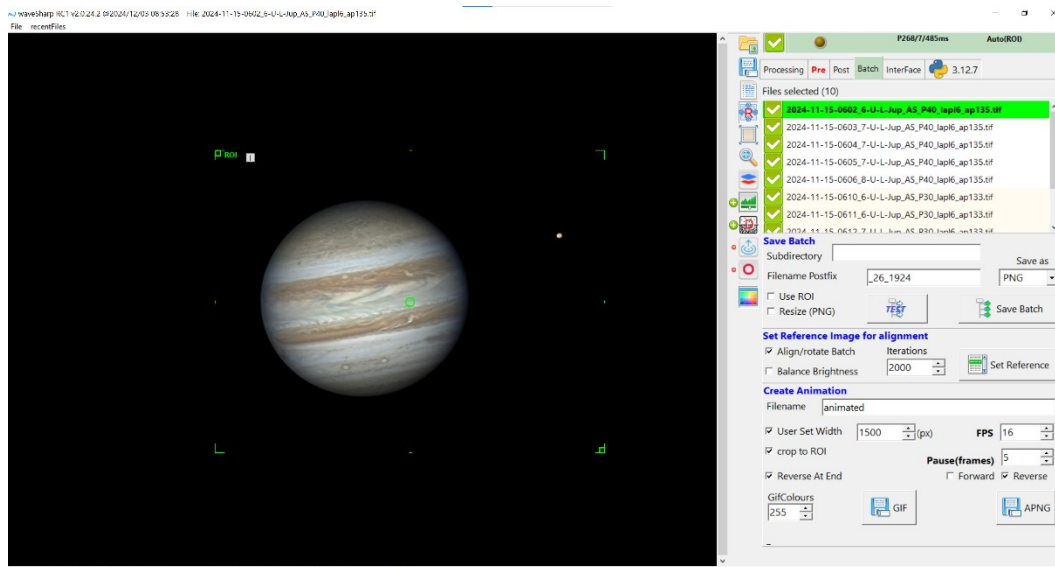 waveSharp RC1 v2.0.24.2 @2024/12/03 08:53:28 File: 2024-11-15-0602_6-U-L-Jup_AS_P40_lapl6_ap135.tif
File recentFiles
P268/7/485ms Auto(ROI)
Processing Pre Post Batch InterFace 3.12.7
Files selected (10)
2024-11-15-0602_6-U-L-Jup_AS_P40_lapl6_ap135.tif
2024-11-15-0603_7-U-L-Jup_AS_P40_lapl6_ap135.tif
2024-11-15-0604_7-U-L-Jup_AS_P40_lapl6_ap135.tif
2024-11-15-0605_7-U-L-Jup_AS_P40_lapl6_ap135.tif
2024-11-15-0606_8-U-L-Jup_AS_P40_lapl6_ap135.tif
2024-11-15-0610_6-U-L-Jup_AS_P30_lapl6_ap133.tif
2024-11-15-0611_6-U-L-Jup_AS_P30_lapl6_ap133.tif
2024-11-15-0612_7-U-L-Jup_AS_P30_lapl6_ap133.tif
ROI
Save Batch
Subdirectory
Save as
Filename Postfix _26_1924 PNG
Use ROI
Resize (PNG) TEST Save Batch
Set Reference Image for alignment
Align/rotate Batch Iterations
Balance Brightness 2000 Set Reference
Create Animation
Filename animated
User Set Width 1500 (px) FPS 16
crop to ROI
Pause(frames) 5
Reverse At End Forward Reverse
GifColours
255 GIF APNG